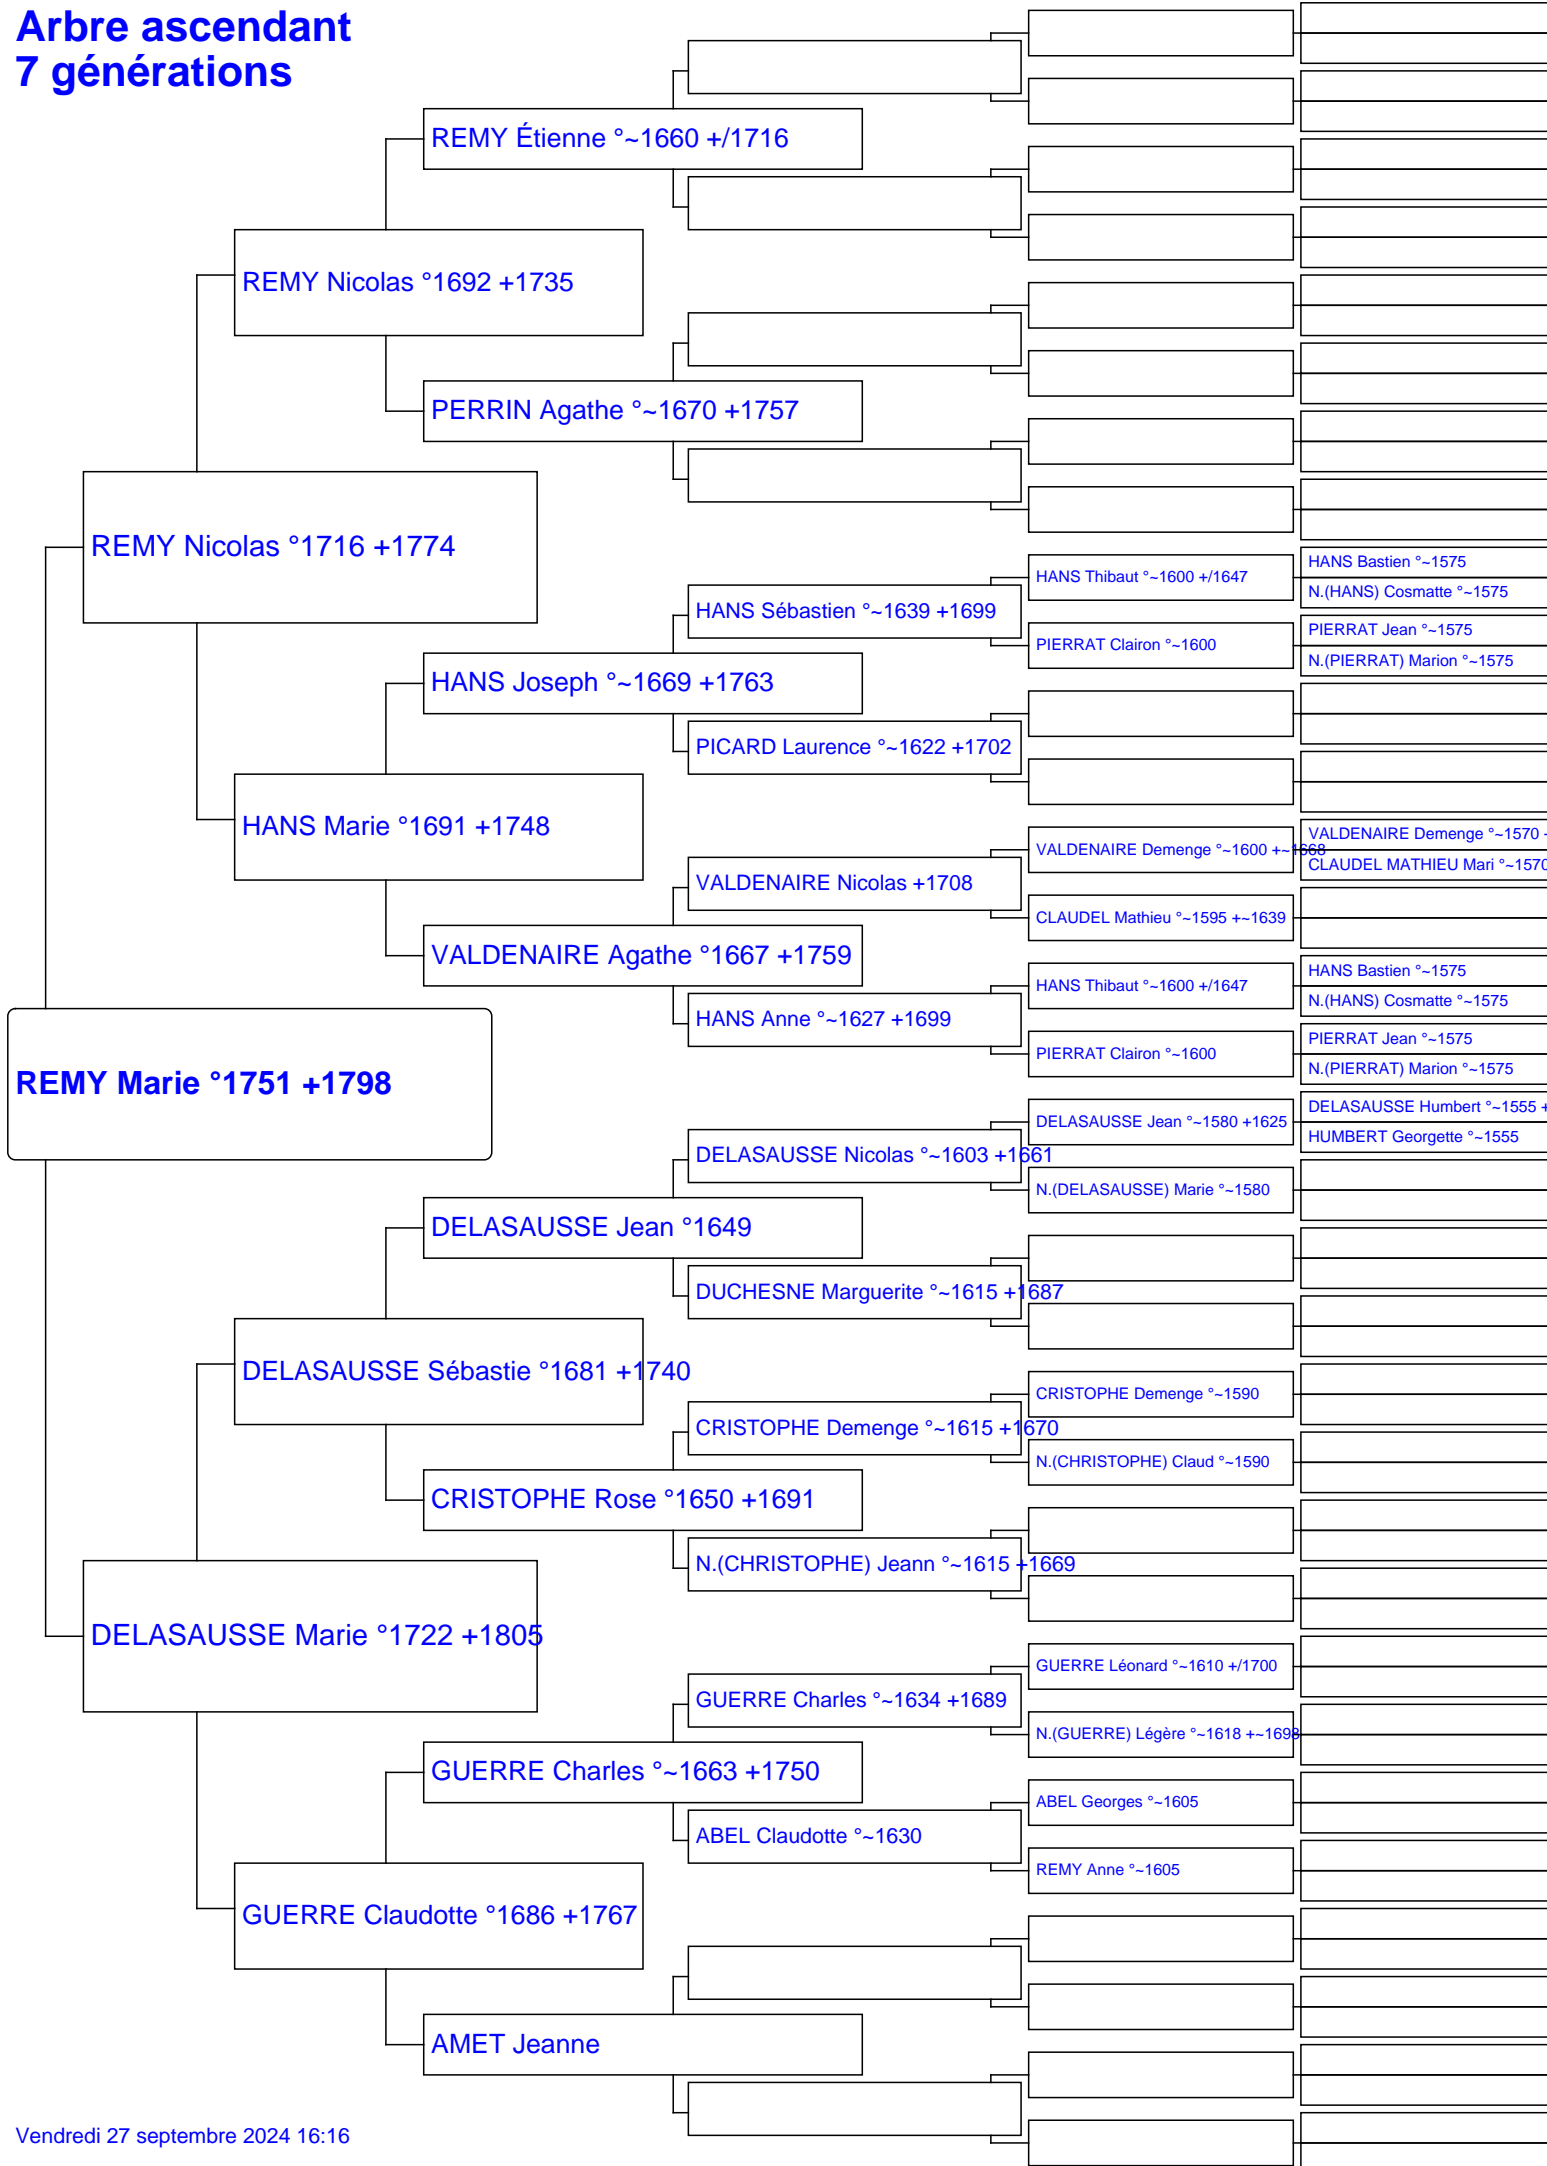 Arbre ascendant
7 générations
REMY Étienne °~1660 +/1716
REMY Nicolas °1692 +1735
PERRIN Agathe °~1670 +1757
REMY Nicolas °1716 +1774
HANS Bastien °~1575
HANS Thibaut °~1600 +/1647
N.(HANS) Cosmatte °~1575
HANS Sébastien °~1639 +1699
PIERRAT Jean °~1575
PIERRAT Clairon °~1600
N.(PIERRAT) Marion °~1575
HANS Joseph °~1669 +1763
PICARD Laurence °~1622 +1702
HANS Marie °1691 +1748
VALDENAIRE Demenge °~1570
VALDENAIRE Demenge °~1600 +~1668
CLAUDEL MATHIEU Mari °~1570
VALDENAIRE Nicolas +1708
CLAUDEL Mathieu °~1595 +~1639
VALDENAIRE Agathe °1667 +1759
HANS Bastien °~1575
HANS Thibaut °~1600 +/1647
N.(HANS) Cosmatte °~1575
HANS Anne °~1627 +1699
PIERRAT Jean °~1575
PIERRAT Clairon °~1600
N.(PIERRAT) Marion °~1575
REMY Marie °1751 +1798
DELASAUSSE Humbert °~1555 +
DELASAUSSE Jean °~1580 +1625
HUMBERT Georgette °~1555
DELASAUSSE Nicolas °~1603 +1661
N.(DELASAUSSE) Marie °~1580
DELASAUSSE Jean °1649
DUCHESNE Marguerite °~1615 +1687
DELASAUSSE Sébastie °1681 +1740
CRISTOPHE Demenge °~1590
CRISTOPHE Demenge °~1615 +1670
N.(CHRISTOPHE) Claud °~1590
CRISTOPHE Rose °1650 +1691
N.(CHRISTOPHE) Jeann °~1615 +1669
DELASAUSSE Marie °1722 +1805
GUERRE Léonard °~1610 +/1700
GUERRE Charles °~1634 +1689
N.(GUERRE) Légère °~1618 +~1698
GUERRE Charles °~1663 +1750
ABEL Georges °~1605
ABEL Claudotte °~1630
REMY Anne °~1605
GUERRE Claudotte °1686 +1767
AMET Jeanne
Vendredi 27 septembre 2024 16:16